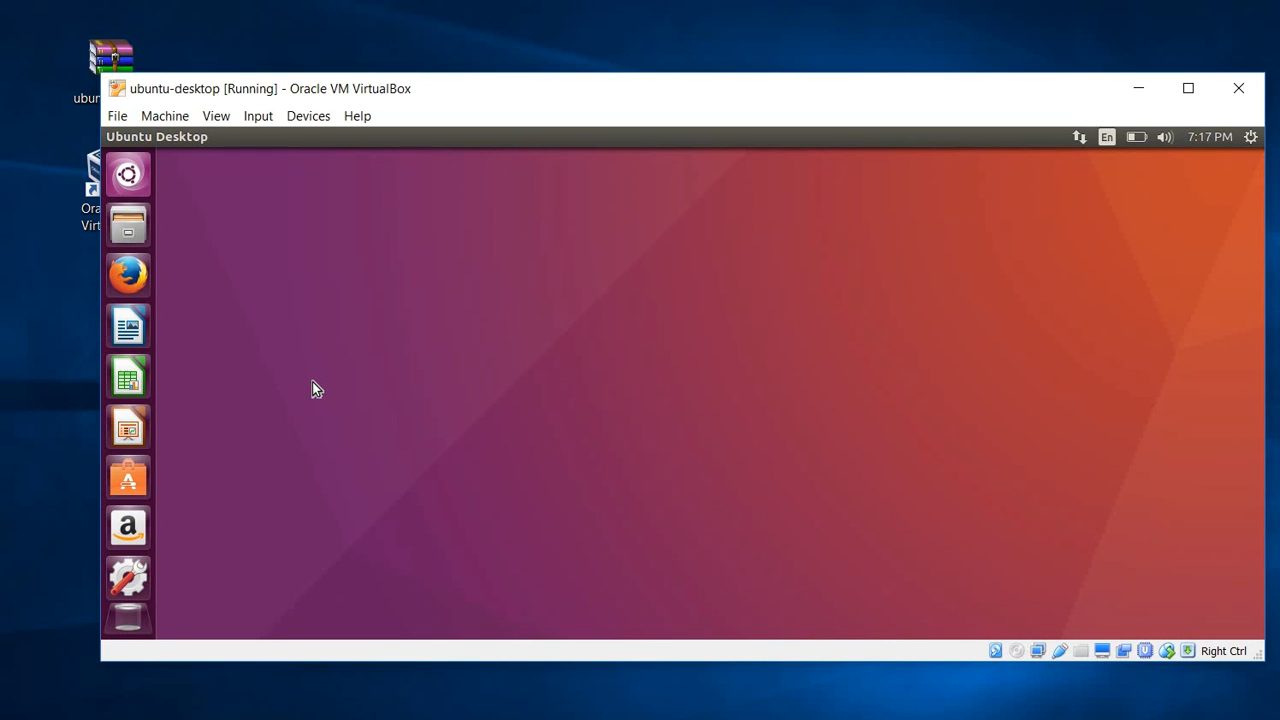 ubun
ubuntu-desktop [Running] - Oracle VM VirtualBox
File Machine View Input Devices Help
Ubuntu Desktop
En
7:17 PM
Ora
Virt
Right Ctrl